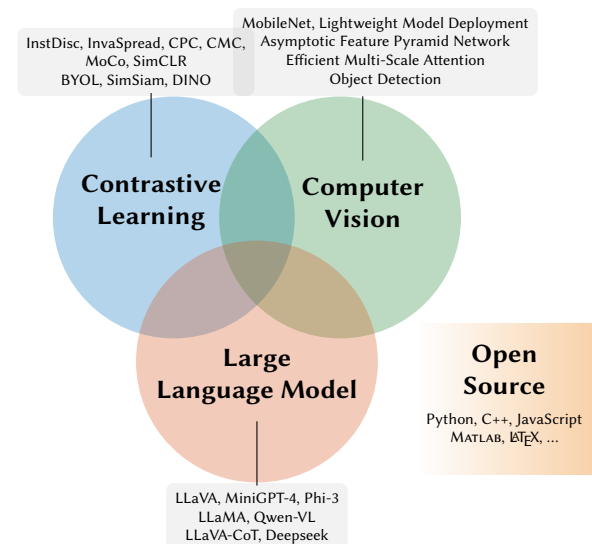 InstDisc, InvaSpread, CPC, CMC,
MoCo, SimCLR
BYOL, SimSiam, DINO
MobileNet, Lightweight Model Deployment
Asymptotic Feature Pyramid Network
Efficient Multi-Scale Attention
Object Detection
Contrastive
Learning
Computer
Vision
Large
Language Model
Open
Source
Python, C++, JavaScript
MATLAB, LATEX, ...
LLaVA, MiniGPT-4, Phi-3
LLaMA, Qwen-VL
LLaVA-CoT, Deepseek